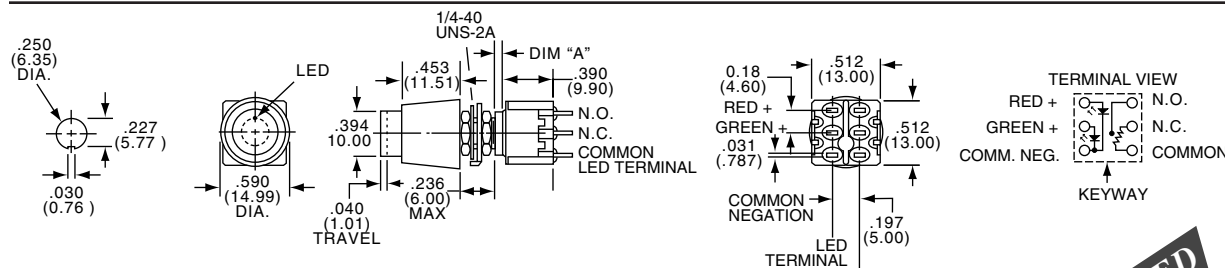 .250
(6.35)
DIA.
.227
(5.77 )
.030
(0.76 )
LED
.590
(14.99)
DIA.
1/4-40
UNS-2A
DIM “A”
.453
(11.51)
.390
(9.90)
.394
10.00
N.O.
N.C.
COMMON
LED TERMINAL
.236
(6.00)
MAX
.040
(1.01)
TRAVEL
.512
(13.00)
0.18
(4.60)
RED +
GREEN +
.031
(.787)
.512
(13.00)
COMMON
NEGATION
.197
(5.00)
LED
TERMINAL
TERMINAL VIEW
RED +
N.O.
GREEN +
N.C.
COMM. NEG.
COMMON
KEYWAY